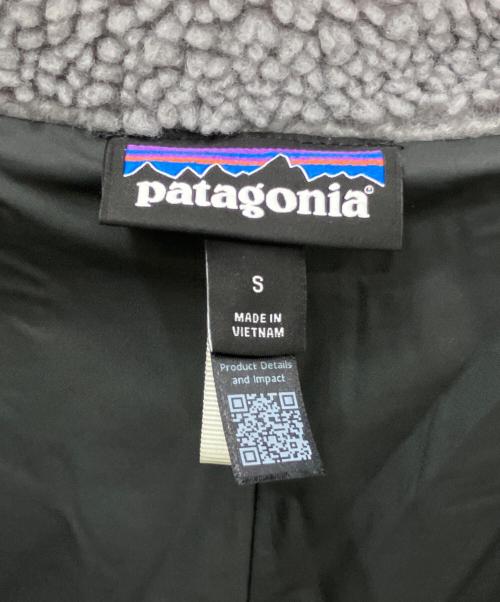 patagonia®
S
MADE IN
VIETNAM
Product Details
and Impact